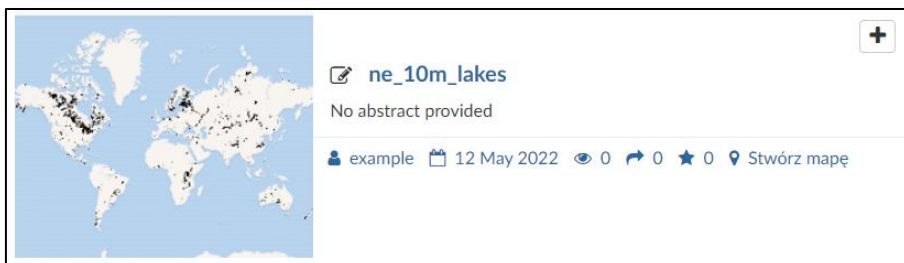 ne_10m_lakes
No abstract provided
example 12 May 2022 0 0 0 Stwórz mapę